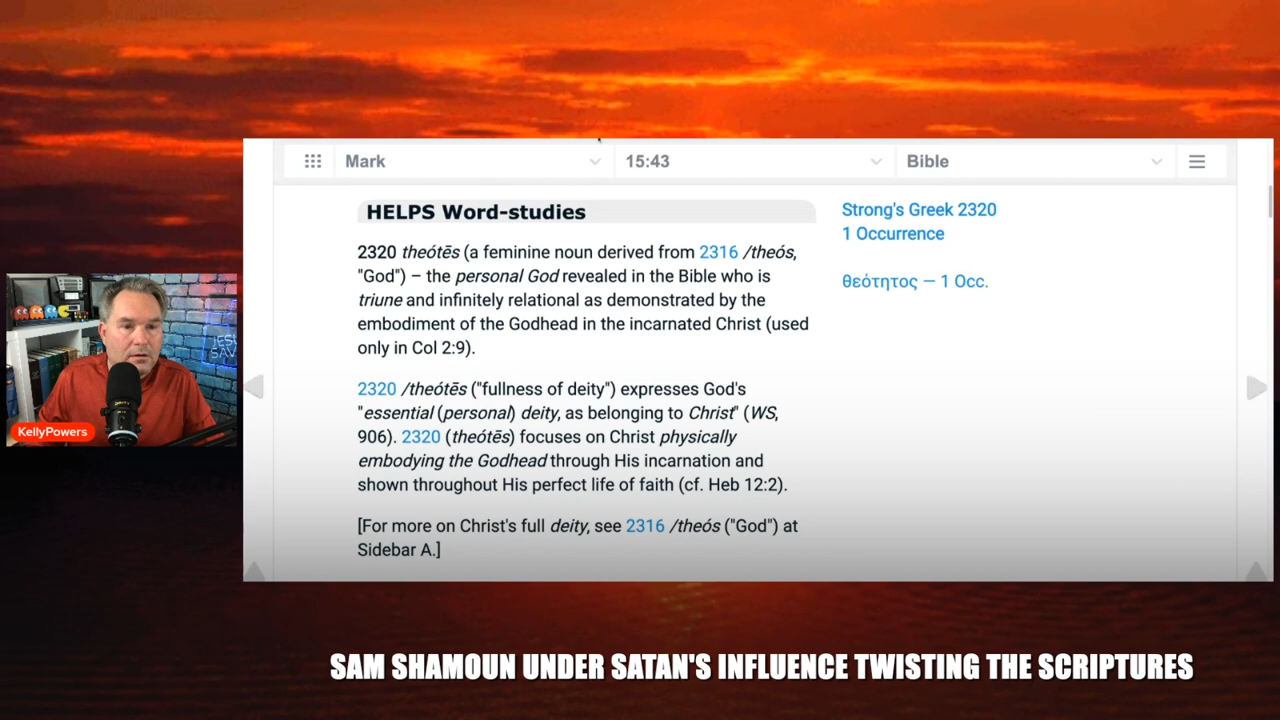 Mark 15:43 Bible
HELPS Word-studies
2320 theótēs (a feminine noun derived from 2316 /theós,
"God") – the personal God revealed in the Bible who is
triune and infinitely relational as demonstrated by the
embodiment of the Godhead in the incarnated Christ (used
only in Col 2:9).
2320 /theótēs ("fullness of deity") expresses God's
"essential (personal) deity, as belonging to Christ" (WS,
906). 2320 (theótēs) focuses on Christ physically
embodying the Godhead through His incarnation and
shown throughout His perfect life of faith (cf. Heb 12:2).
[For more on Christ's full deity, see 2316 /theós ("God") at
Sidebar A.]
Strong's Greek 2320
1 Occurrence
θεότητος — 1 Occ.
JESUS
KellyPowers
SAM SHAMOUN UNDER SATAN'S INFLUENCE TWISTING THE SCRIPTURES